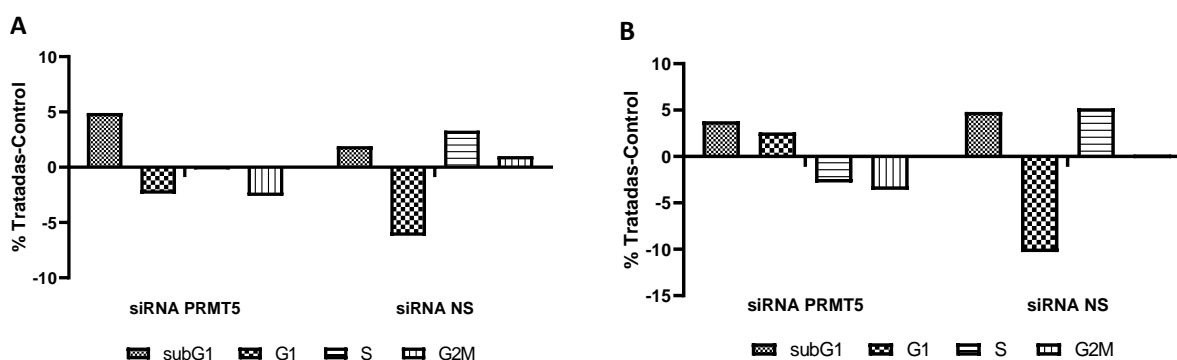 A
% Tratadas-Control
10
5
0
-5
-10
siRNA PRMT5 siRNA NS
subG1 G1 S G2M
B
% Tratadas-Control
10
5
0
-5
-10
-15
siRNA PRMT5 siRNA NS
subG1 G1 S G2M